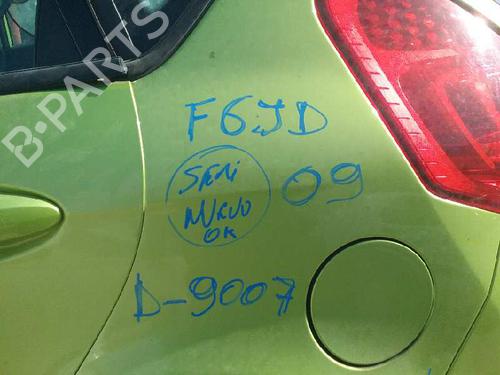 B-PARTS
F6JD
SEMI
NUEVO
OK
09
D-9007